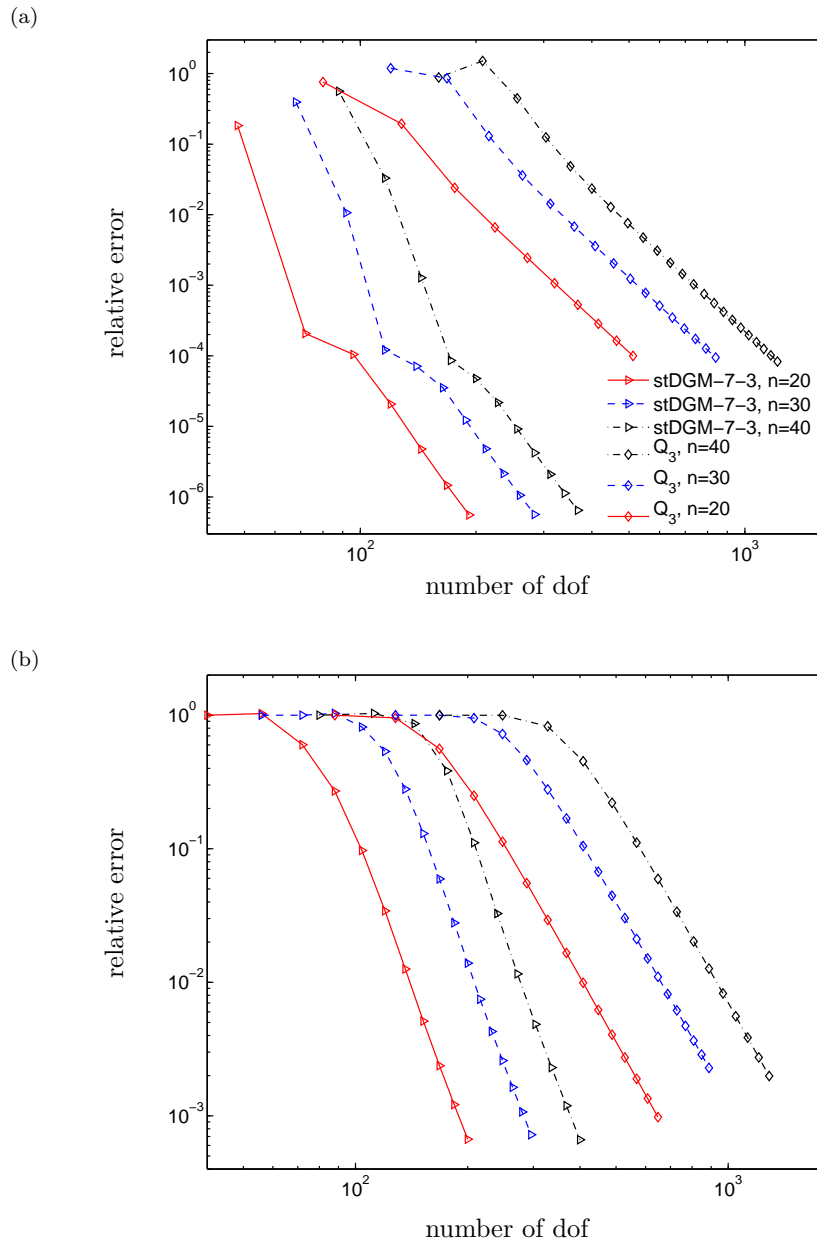 (a)
10^0
10^-1
10^-2
10^-3
10^-4
10^-5
10^-6
relative error
stDGM-7-3, n=20
stDGM-7-3, n=30
stDGM-7-3, n=40
Q_3, n=40
Q_3, n=30
Q_3, n=20
10^2
10^3
number of dof
(b)
10^0
10^-1
10^-2
10^-3
relative error
10^2
10^3
number of dof